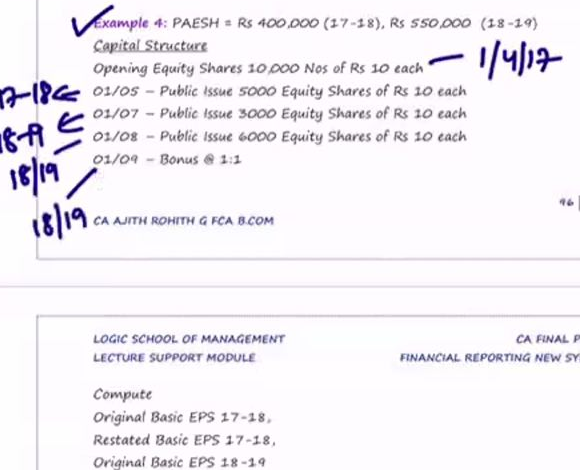 Example 4: PAESH = Rs 400,000 (17-18), Rs 550,000 (18-19)
Capital Structure
Opening Equity Shares 10,000 Nos of Rs 10 each – 1/4/17
7-18 01/05 – Public Issue 5000 Equity Shares of Rs 10 each
18-19 01/07 – Public Issue 3000 Equity Shares of Rs 10 each
18/19 01/08 – Public Issue 6000 Equity Shares of Rs 10 each
18/19 01/09 – Bonus @ 1:1
96 |
CA AJITH ROHITH G FCA B.COM
LOGIC SCHOOL OF MANAGEMENT CA FINAL P
LECTURE SUPPORT MODULE FINANCIAL REPORTING NEW SY
Compute
Original Basic EPS 17-18,
Restated Basic EPS 17-18,
Original Basic EPS 18-19